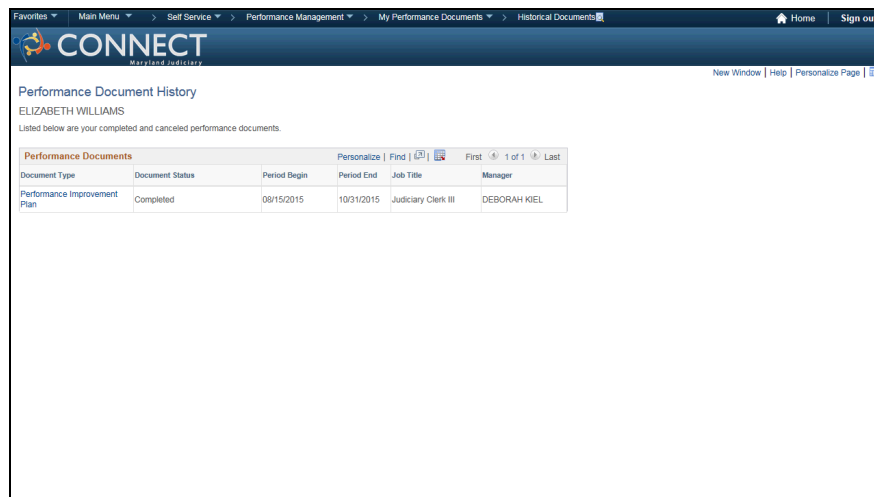 Favorites Main Menu > Self Service > Performance Management > My Performance Documents > Historical Documents Home | Sign ou
CONNECT
Maryland Judiciary
New Window | Help | Personalize Page |
Performance Document History
ELIZABETH WILLIAMS
Listed below are your completed and canceled performance documents.
Performance Documents Personalize | Find | | First 1 of 1 Last
Document Type Document Status Period Begin Period End Job Title Manager
Performance Improvement Plan Completed 08/15/2015 10/31/2015 Judiciary Clerk III DEBORAH KIEL